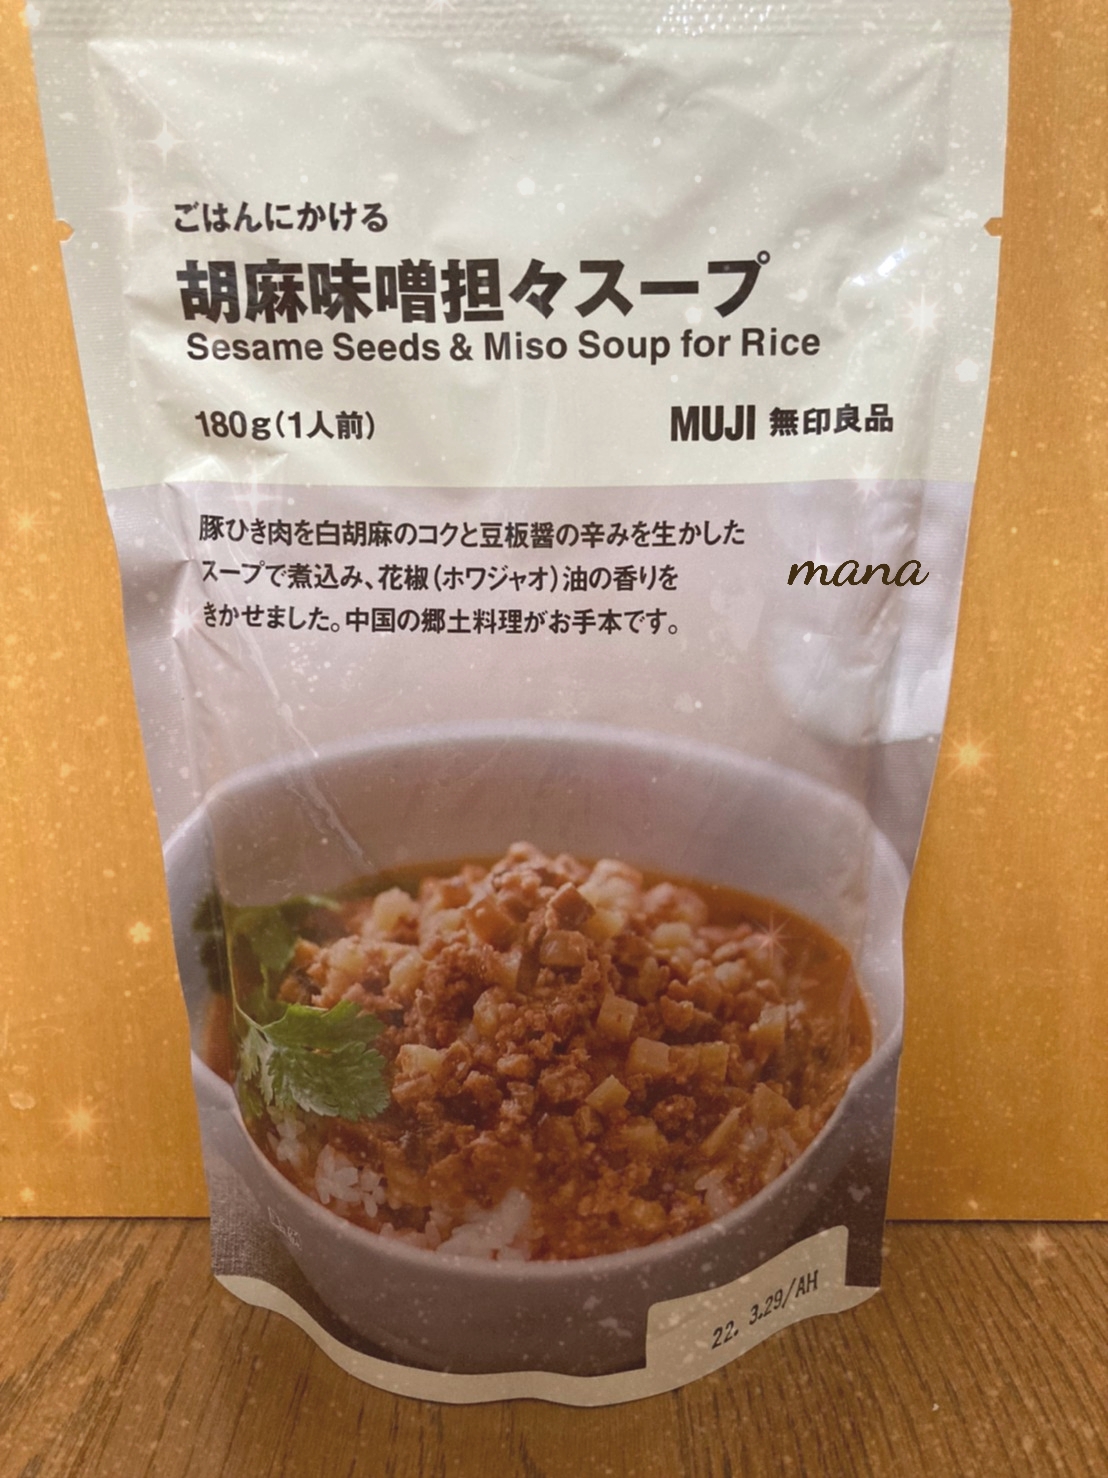 ごはんにかける
胡麻味噌担々スープ
Sesame Seeds & Miso Soup for Rice
180g(1人前)
MUJI 無印良品
豚ひき肉を白胡麻のコクと豆板醤の辛みを生かした
スープで煮込み、花椒(ホワジャオ)油の香りを
きかせました。中国の郷土料理がお手本です。
mana
22. 3.29/AH